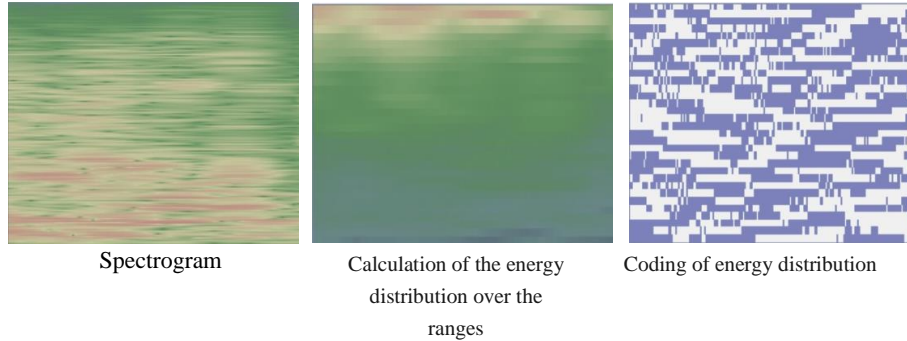 Spectrogram
Calculation of the energy
distribution over the
ranges
Coding of energy distribution